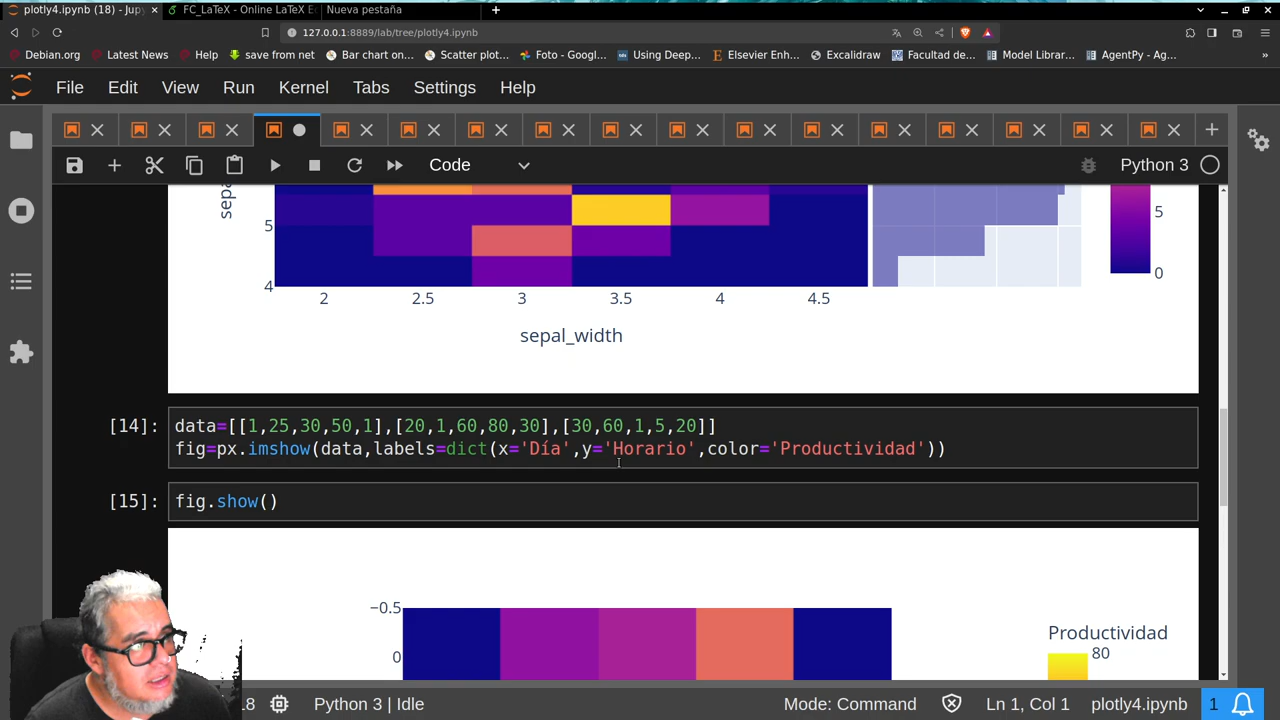 plotly4.ipynb (18) - Jupy
FC_LaTeX - Online LaTeX E
Nueva pestaña
127.0.0.1:8889/lab/tree/plotly4.ipynb
Debian.org
Latest News
Help
save from net
Bar chart on...
Scatter plot...
Foto - Googl...
Using Deep...
Elsevier Enh...
Excalidraw
Facultad de...
Model Librar...
AgentPy - Ag...
»
File Edit View Run Kernel Tabs Settings Help
Code
Python 3
sepa
5
4
2 2.5 3 3.5 4 4.5
sepal_width
5
0
[14]: data=[[1,25,30,50,1],[20,1,60,80,30],[30,60,1,5,20]]
fig=px.imshow(data,labels=dict(x='Día',y='Horario',color='Productividad'))
[15]: fig.show()
−0.5
0
Productividad
80
.8
Python 3 | Idle
Mode: Command
Ln 1, Col 1
plotly4.ipynb
1